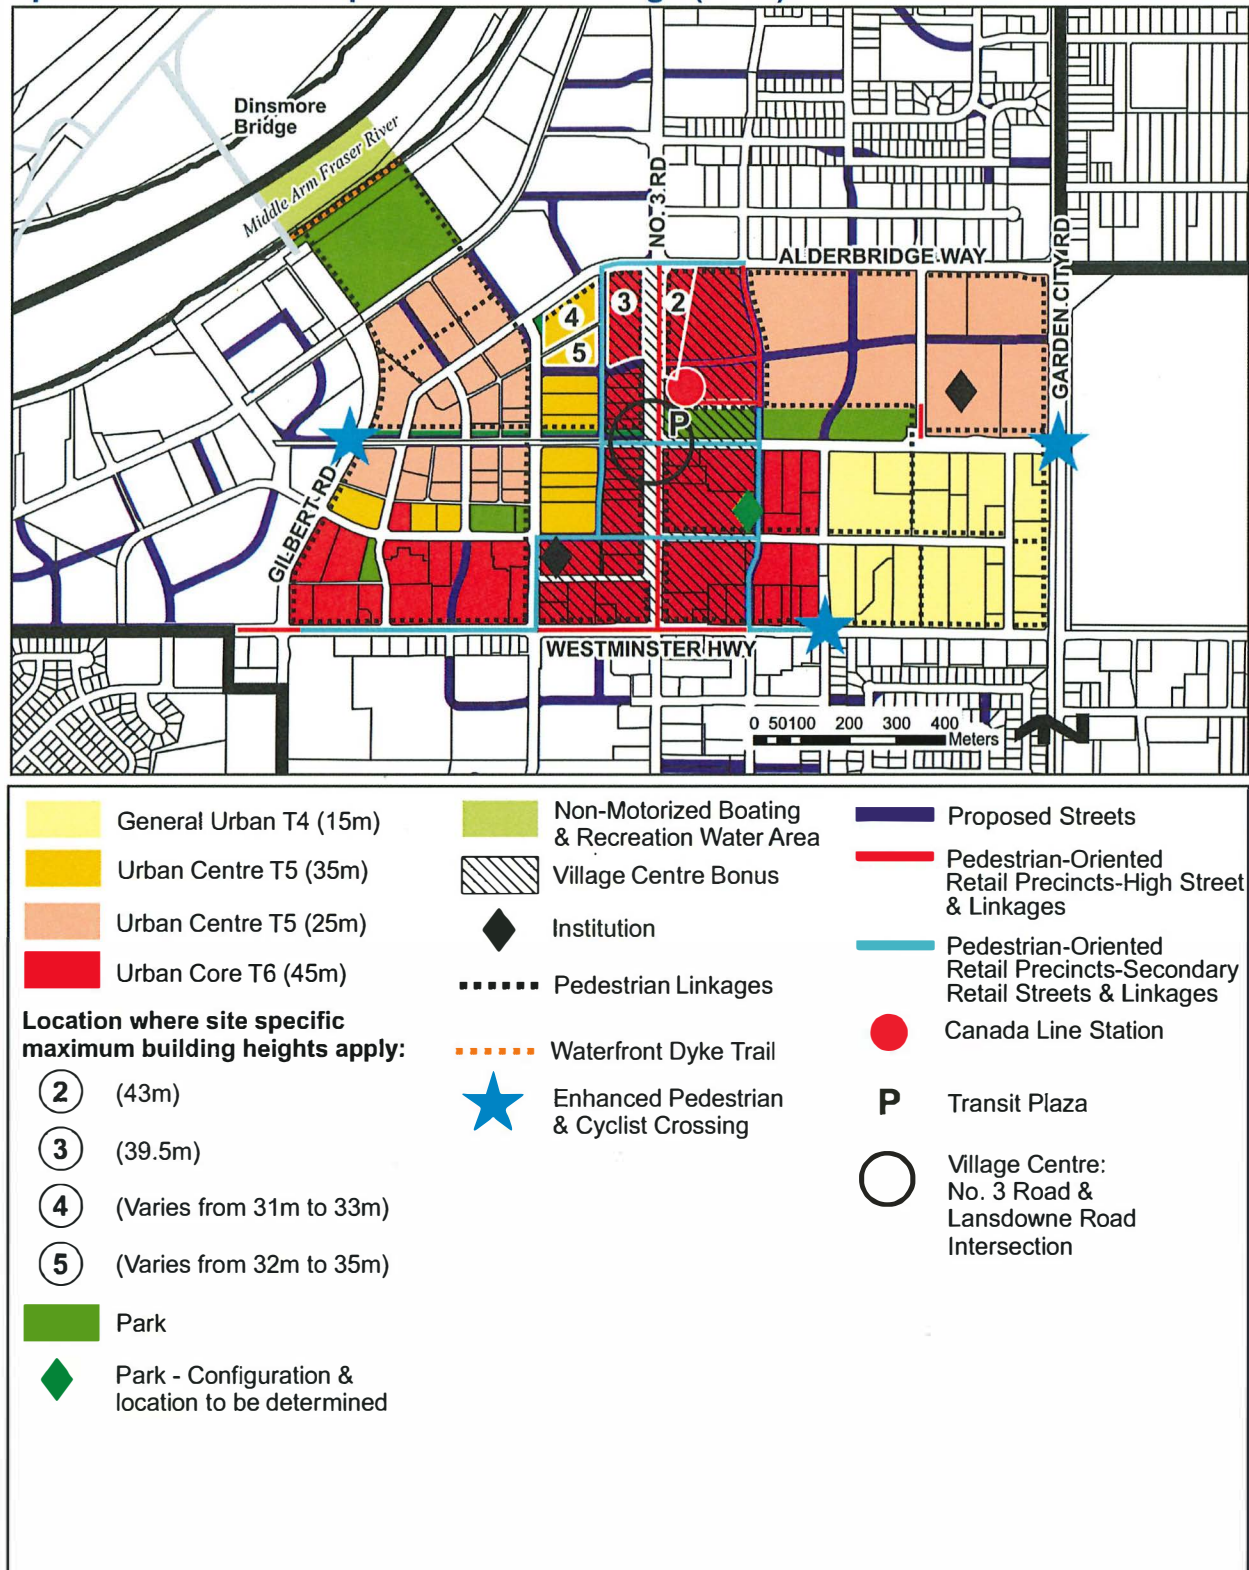 Dinsmore
Bridge
Middle Arm Fraser River
NO. 3 RD
ALDERBRIDGE WAY
GARDEN CITY RD
3
2
4
5
P
GILBERT RD
WESTMINSTER HWY
0 50 100 200 300 400
Meters
General Urban T4 (15m)
Urban Centre T5 (35m)
Urban Centre T5 (25m)
Urban Core T6 (45m)
Location where site specific
maximum building heights apply:
2 (43m)
3 (39.5m)
4 (Varies from 31m to 33m)
5 (Varies from 32m to 35m)
Park
Park - Configuration &
location to be determined
Non-Motorized Boating
& Recreation Water Area
Village Centre Bonus
Institution
Pedestrian Linkages
Waterfront Dyke Trail
Enhanced Pedestrian
& Cyclist Crossing
Proposed Streets
Pedestrian-Oriented
Retail Precincts-High Street
& Linkages
Pedestrian-Oriented
Retail Precincts-Secondary
Retail Streets & Linkages
Canada Line Station
P Transit Plaza
Village Centre:
No. 3 Road &
Lansdowne Road
Intersection